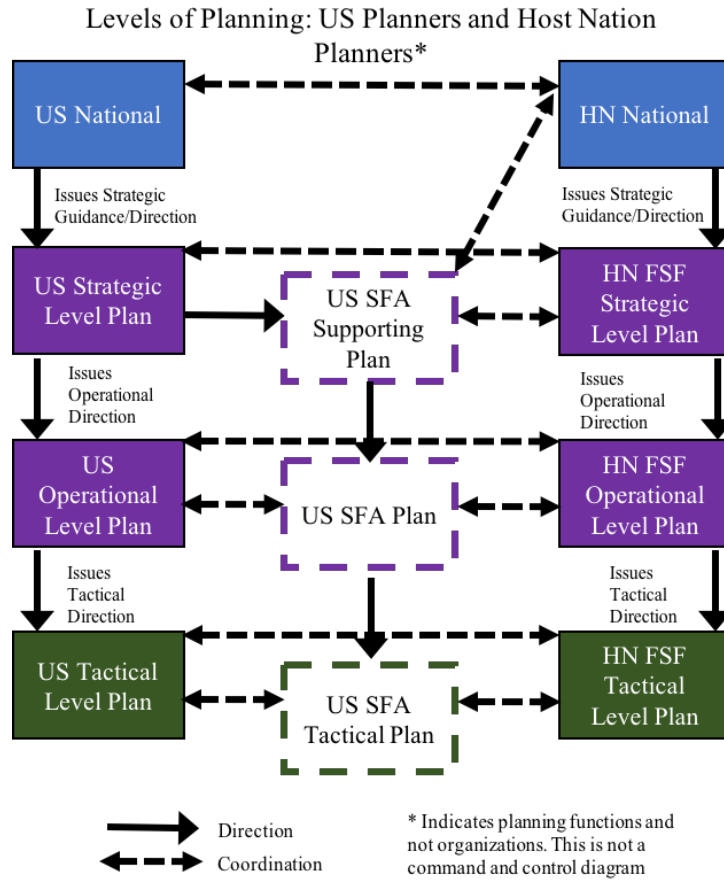 Levels of Planning: US Planners and Host Nation
Planners*
US National
HN National
Issues Strategic
Guidance/Direction
Issues Strategic
Guidance/Direction
US Strategic
Level Plan
US SFA
Supporting
Plan
HN FSF
Strategic
Level Plan
Issues
Operational
Direction
Issues
Operational
Direction
US
Operational
Level Plan
US SFA Plan
HN FSF
Operational
Level Plan
Issues
Tactical
Direction
Issues
Tactical
Direction
US Tactical
Level Plan
US SFA
Tactical Plan
HN FSF
Tactical
Level Plan
Direction
Coordination
* Indicates planning functions and
not organizations. This is not a
command and control diagram